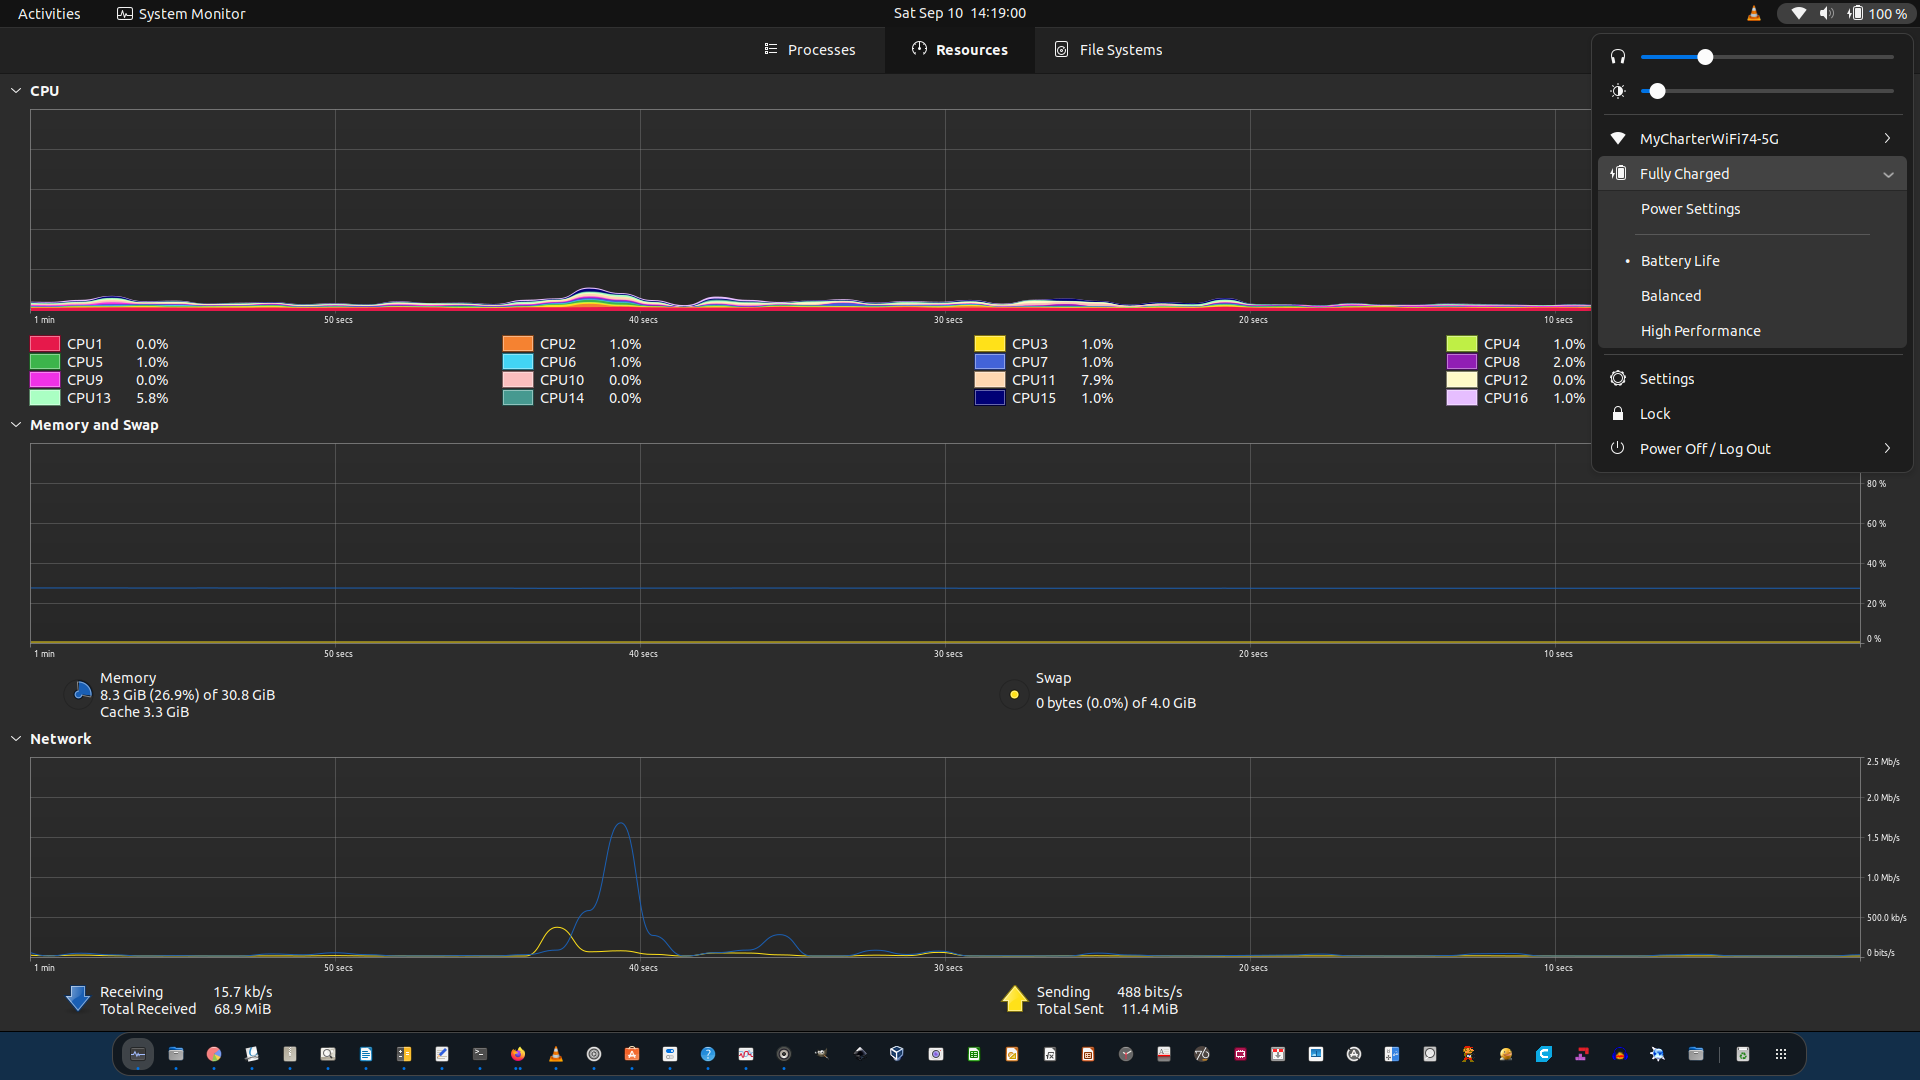 Activities
System Monitor
Sat Sep 10 14:19:00
100 %
Processes
Resources
File Systems
CPU
1 min 50 secs 40 secs 30 secs 20 secs 10 secs
CPU1 0.0% CPU2 1.0% CPU3 1.0% CPU4 1.0%
CPU5 1.0% CPU6 1.0% CPU7 1.0% CPU8 2.0%
CPU9 0.0% CPU10 0.0% CPU11 7.9% CPU12 0.0%
CPU13 5.8% CPU14 0.0% CPU15 1.0% CPU16 1.0%
MyCharterWiFi74-5G
Fully Charged
Power Settings
Battery Life
Balanced
High Performance
Settings
Lock
Power Off / Log Out
Memory and Swap
80 %
60 %
40 %
20 %
0 %
1 min 50 secs 40 secs 30 secs 20 secs 10 secs
Memory
8.3 GiB (26.9%) of 30.8 GiB
Cache 3.3 GiB
Swap
0 bytes (0.0%) of 4.0 GiB
Network
2.5 Mb/s
2.0 Mb/s
1.5 Mb/s
1.0 Mb/s
500.0 kb/s
0 bits/s
1 min 50 secs 40 secs 30 secs 20 secs 10 secs
Receiving 15.7 kb/s
Total Received 68.9 MiB
Sending 488 bits/s
Total Sent 11.4 MiB
76